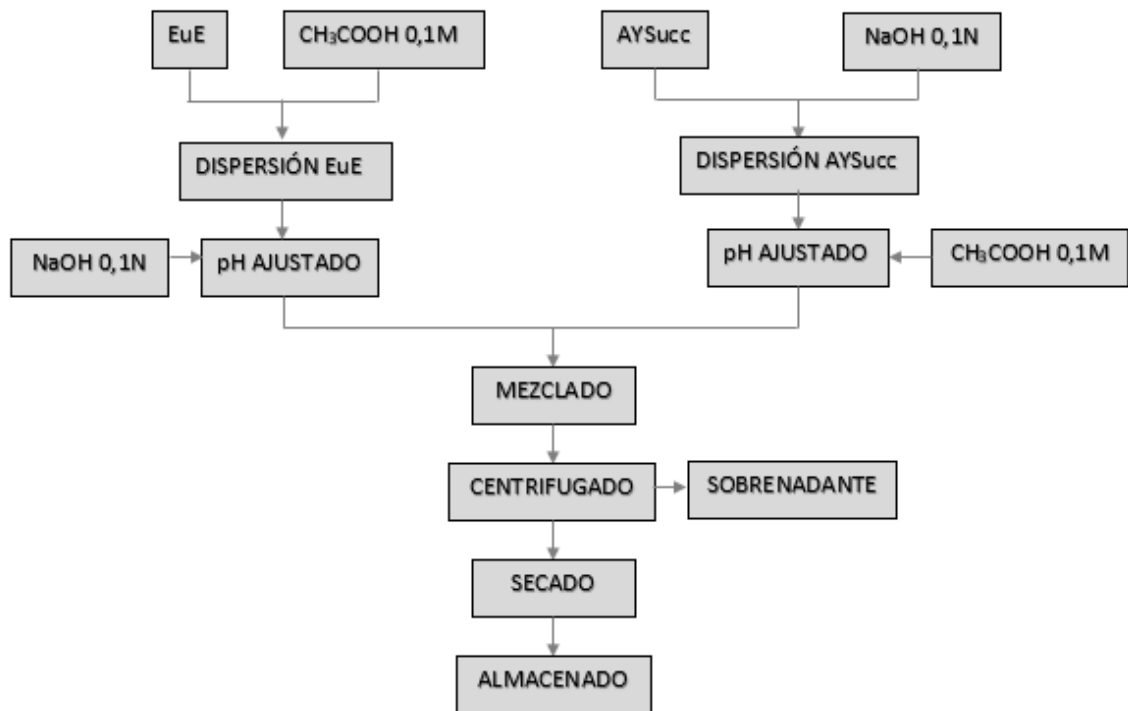 EuE
CH₃COOH 0,1M
AYSucc
NaOH 0,1N
DISPERSIÓN EuE
DISPERSIÓN AYSucc
NaOH 0,1N
pH AJUSTADO
pH AJUSTADO
CH₃COOH 0,1M
MEZCLADO
CENTRIFUGADO
SOBRENADANTE
SECADO
ALMACENADO